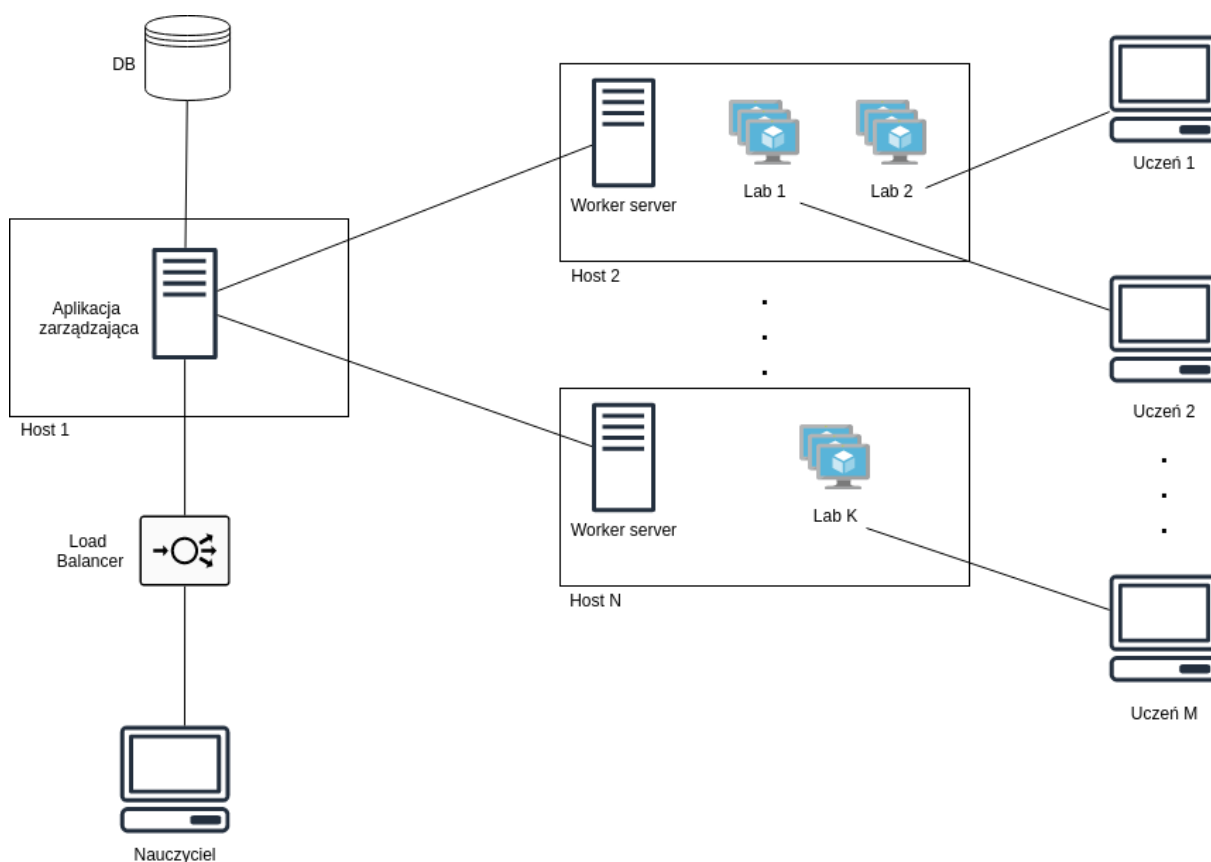 DB
Aplikacja
zarządzająca
Host 1
Load
Balancer
Nauczyciel
Worker server
Lab 1
Lab 2
Host 2
Worker server
Lab K
Host N
Uczeń 1
Uczeń 2
Uczeń M